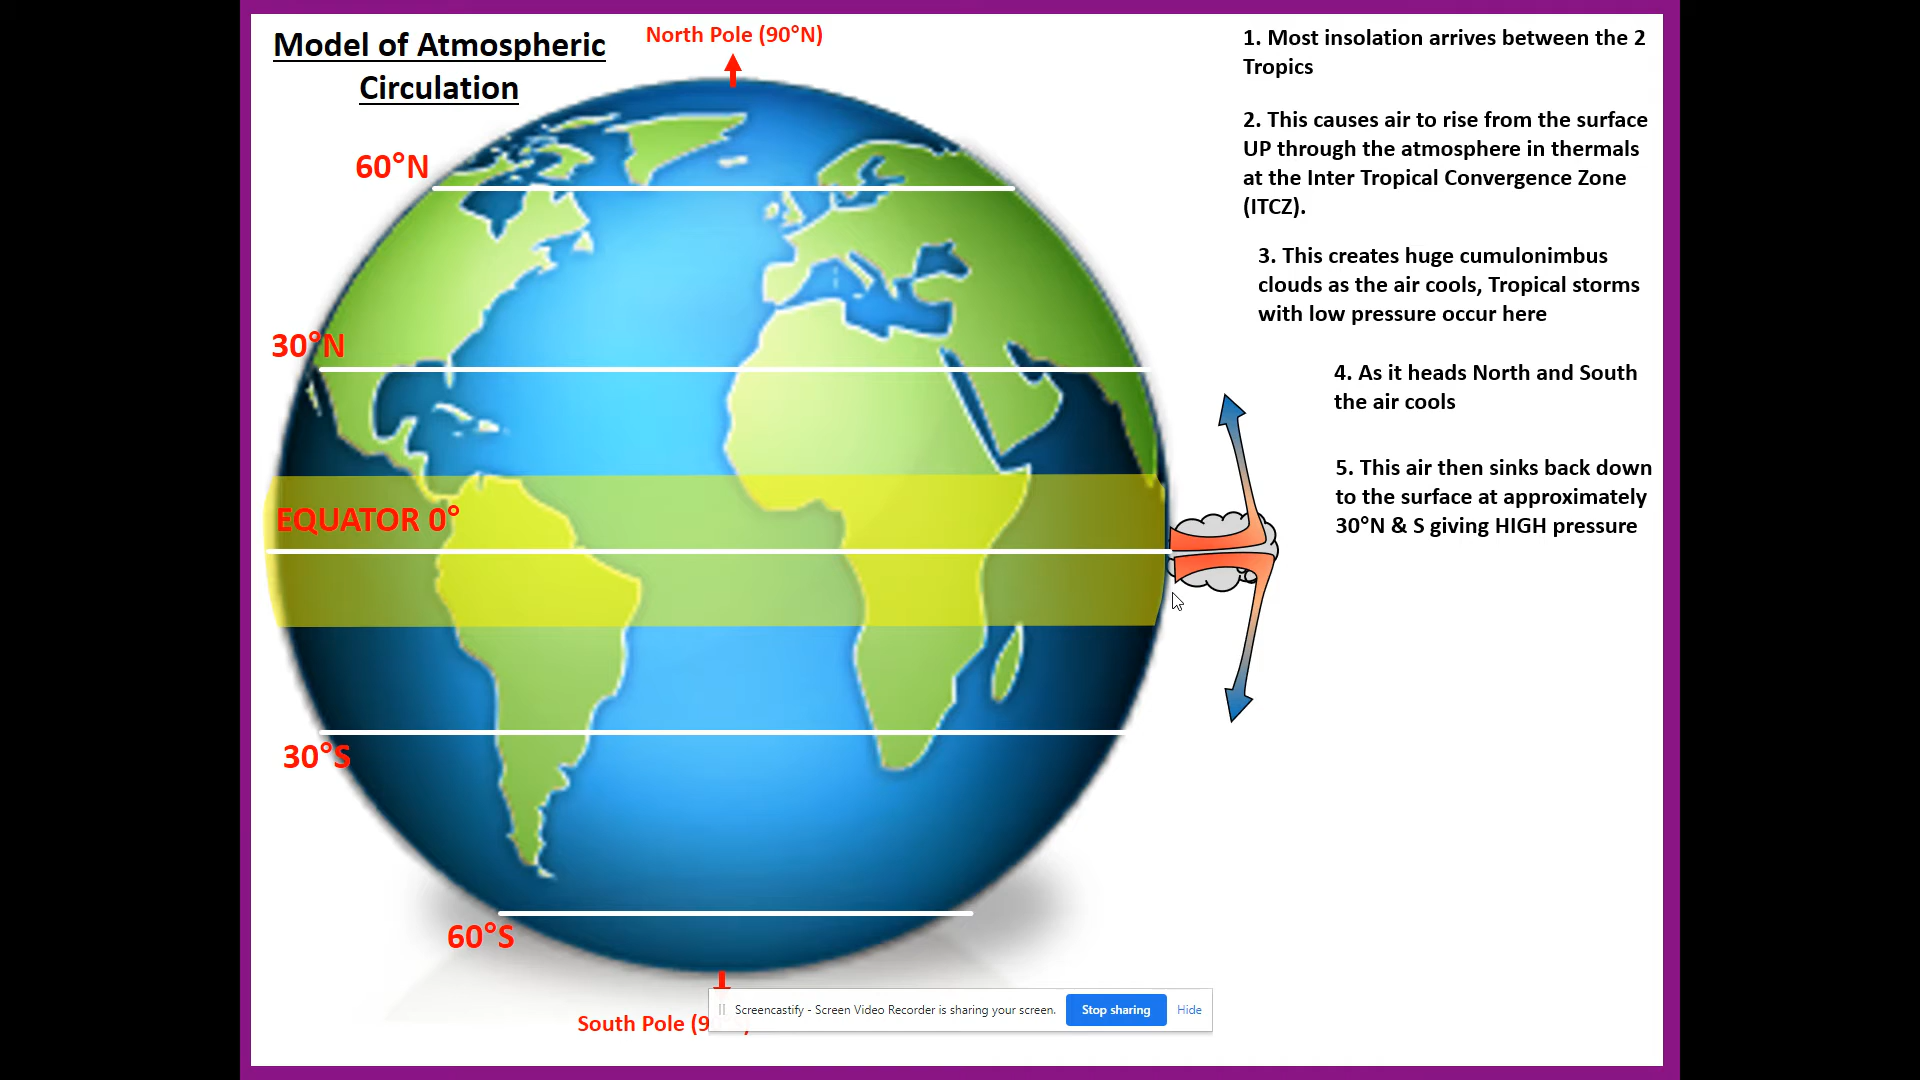 Model of Atmospheric
Circulation
North Pole (90°N)
60°N
30°N
EQUATOR 0°
30°S
60°S
South Pole (9
1. Most insolation arrives between the 2
Tropics
2. This causes air to rise from the surface
UP through the atmosphere in thermals
at the Inter Tropical Convergence Zone
(ITCZ).
3. This creates huge cumulonimbus
clouds as the air cools, Tropical storms
with low pressure occur here
4. As it heads North and South
the air cools
5. This air then sinks back down
to the surface at approximately
30°N & S giving HIGH pressure
Screencastify - Screen Video Recorder is sharing your screen.
Stop sharing
Hide